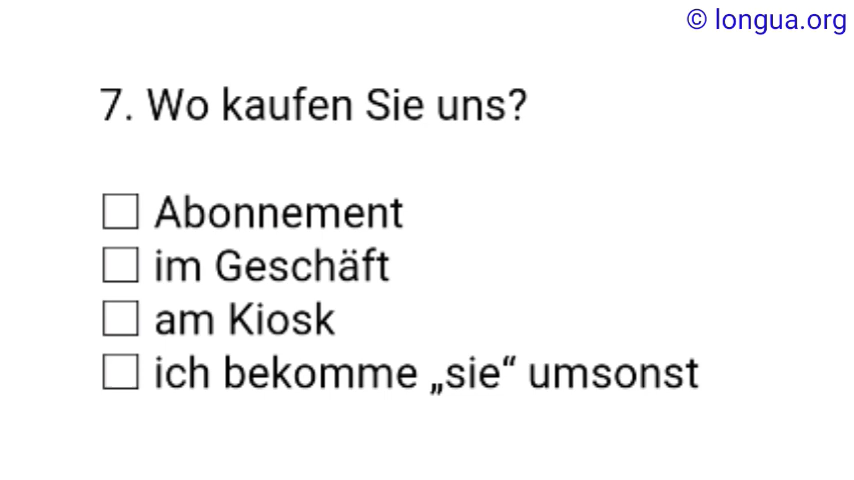 © longua.org
7. Wo kaufen Sie uns?
☐ Abonnement
☐ im Geschäft
☐ am Kiosk
☐ ich bekomme „sie“ umsonst